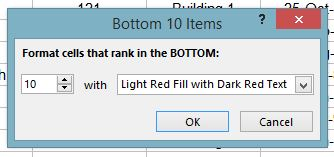 121 Building 1 25-Oct-
Bottom 10 Items ? ×
Format cells that rank in the BOTTOM:
10 with Light Red Fill with Dark Red Text
OK Cancel